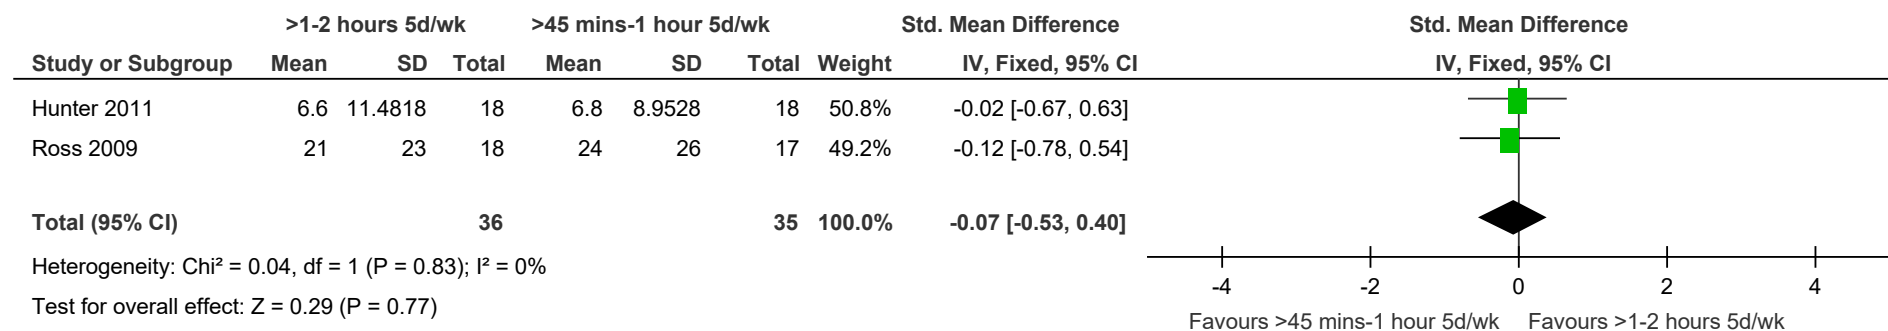 >1-2 hours 5d/wk >45 mins-1 hour 5d/wk Std. Mean Difference Std. Mean Difference
Study or Subgroup Mean SD Total Mean SD Total Weight IV, Fixed, 95% CI IV, Fixed, 95% CI
Hunter 2011 6.6 11.4818 18 6.8 8.9528 18 50.8% -0.02 [-0.67, 0.63]
Ross 2009 21 23 18 24 26 17 49.2% -0.12 [-0.78, 0.54]
Total (95% CI) 36 35 100.0% -0.07 [-0.53, 0.40]
Heterogeneity: Chi² = 0.04, df = 1 (P = 0.83); I² = 0%
Test for overall effect: Z = 0.29 (P = 0.77)
-4 -2 0 2 4
Favours >45 mins-1 hour 5d/wk Favours >1-2 hours 5d/wk